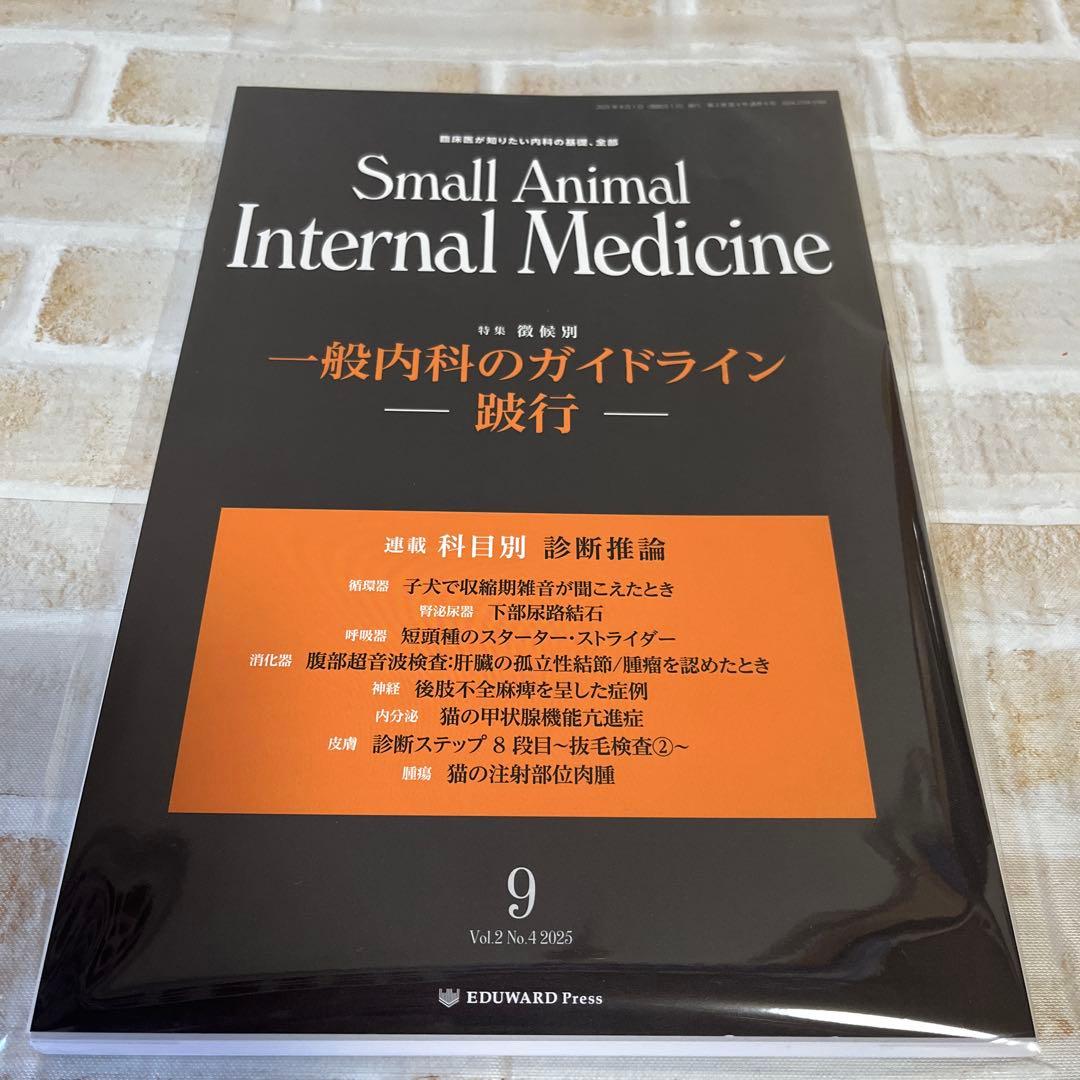 臨床医が知りたい内科の基礎、全部
Small Animal
Internal Medicine
特集 徴候別
一般内科のガイドライン
— 跛行 —
連載 科目別 診断推論
循環器 子犬で収縮期雑音が聞こえたとき
腎泌尿器 下部尿路結石
呼吸器 短頭種のスターター・ストライダー
消化器 腹部超音波検査:肝臓の孤立性結節/腫瘤を認めたとき
神経 後肢不全麻痺を呈した症例
内分泌 猫の甲状腺機能亢進症
皮膚 診断ステップ 8 段目～抜毛検査②～
腫瘍 猫の注射部位肉腫
9
Vol.2 No.4 2025
EDUWARD Press